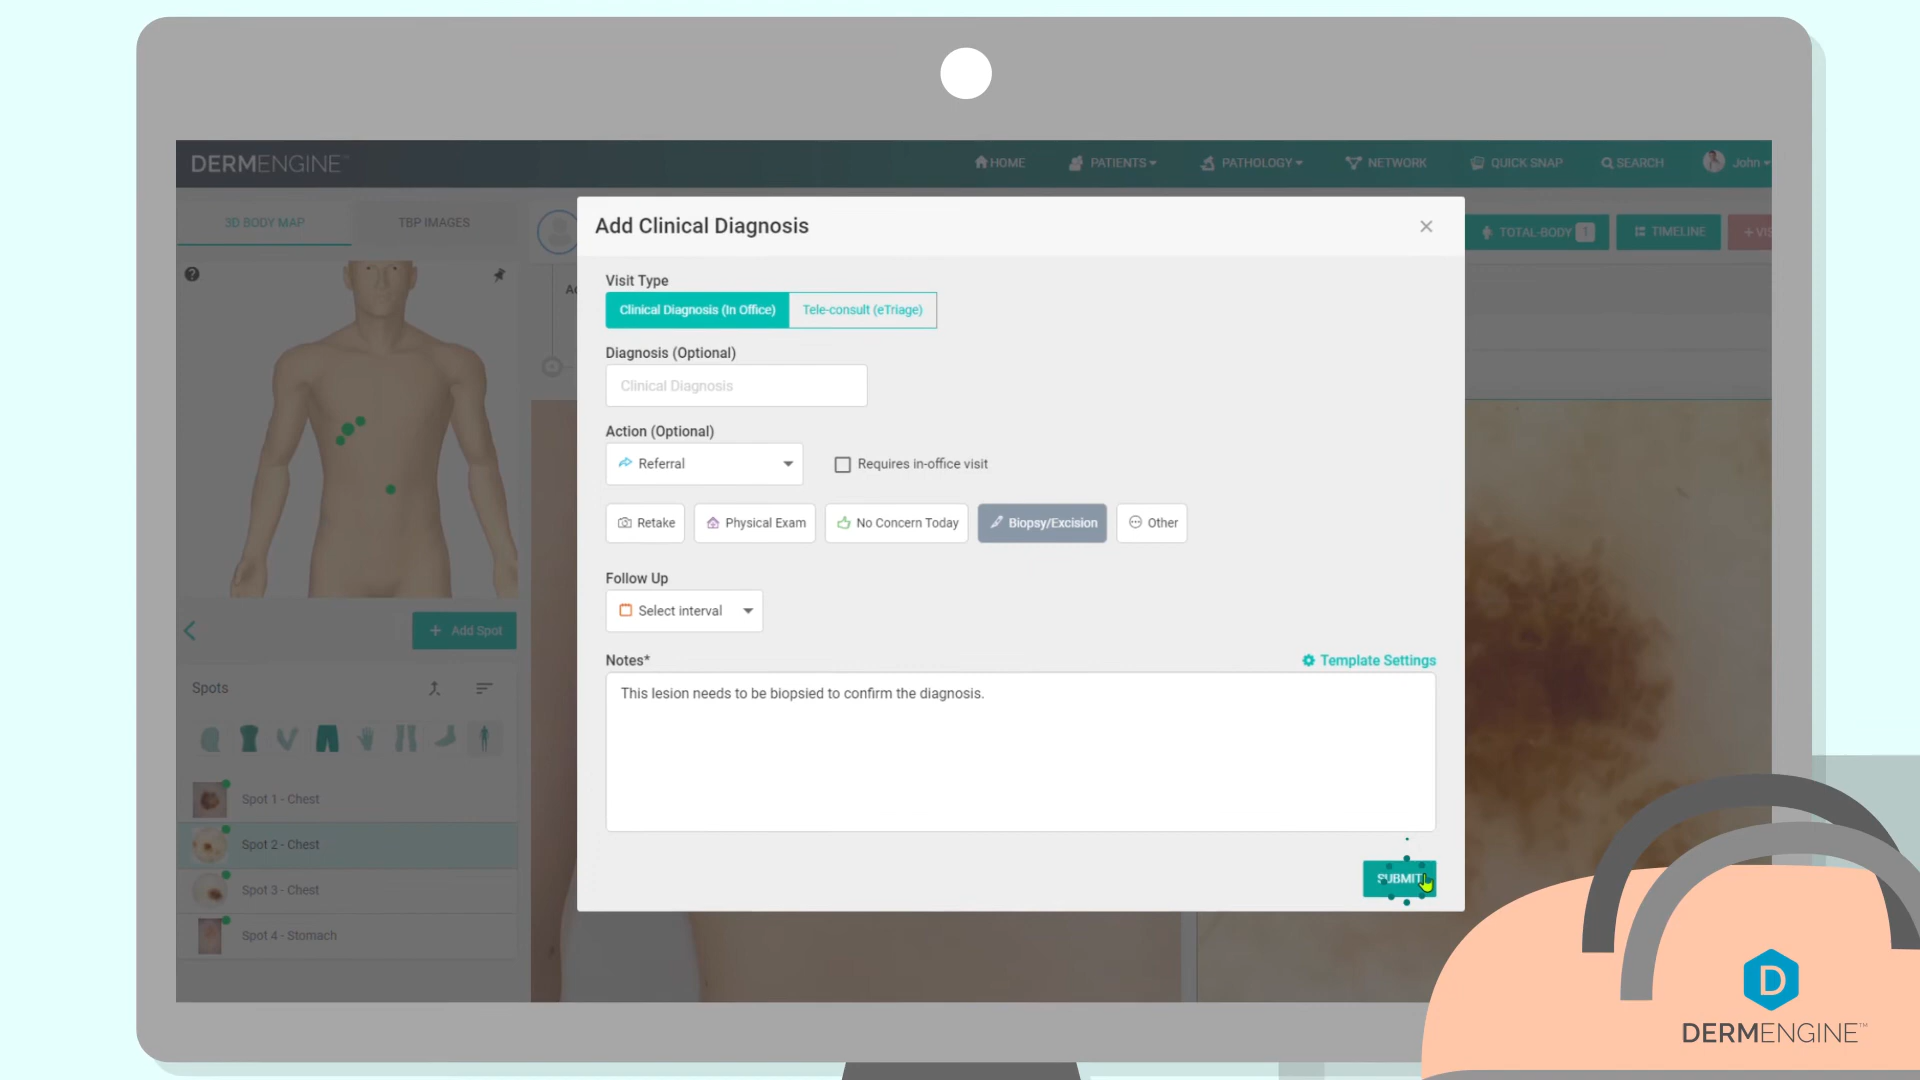 DERMENGINE™
HOME
PATIENTS
PATHOLOGY
NETWORK
QUICK SNAP
SEARCH
John
3D BODY MAP
TBP IMAGES
TOTAL-BODY 1
TIMELINE
Add Clinical Diagnosis
Visit Type
Clinical Diagnosis (In Office)
Tele-consult (eTriage)
Diagnosis (Optional)
Clinical Diagnosis
Action (Optional)
Referral
Requires in-office visit
Retake
Physical Exam
No Concern Today
Biopsy/Excision
Other
Follow Up
Select interval
Notes*
Template Settings
This lesion needs to be biopsied to confirm the diagnosis.
SUBMIT
+ Add Spot
Spots
Spot 1 - Chest
Spot 2 - Chest
Spot 3 - Chest
Spot 4 - Stomach
D
DERMENGINE™